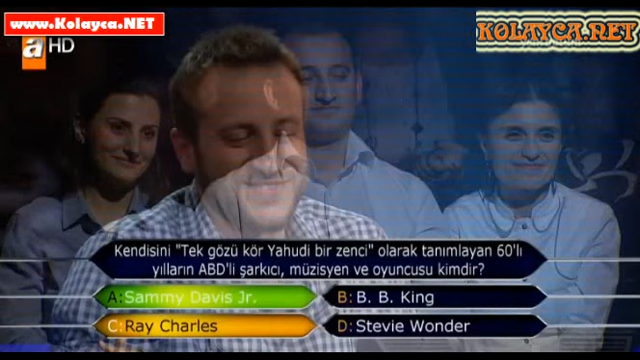 www.Kolayca.NET
KOLAYCA.NET
a HD
Kendisini "Tek gözü kör Yahudi bir zenci" olarak tanımlayan 60'lı
yılların ABD'li şarkıcı, müzisyen ve oyuncusu kimdir?
A: Sammy Davis Jr.
B: B. B. King
C: Ray Charles
D: Stevie Wonder